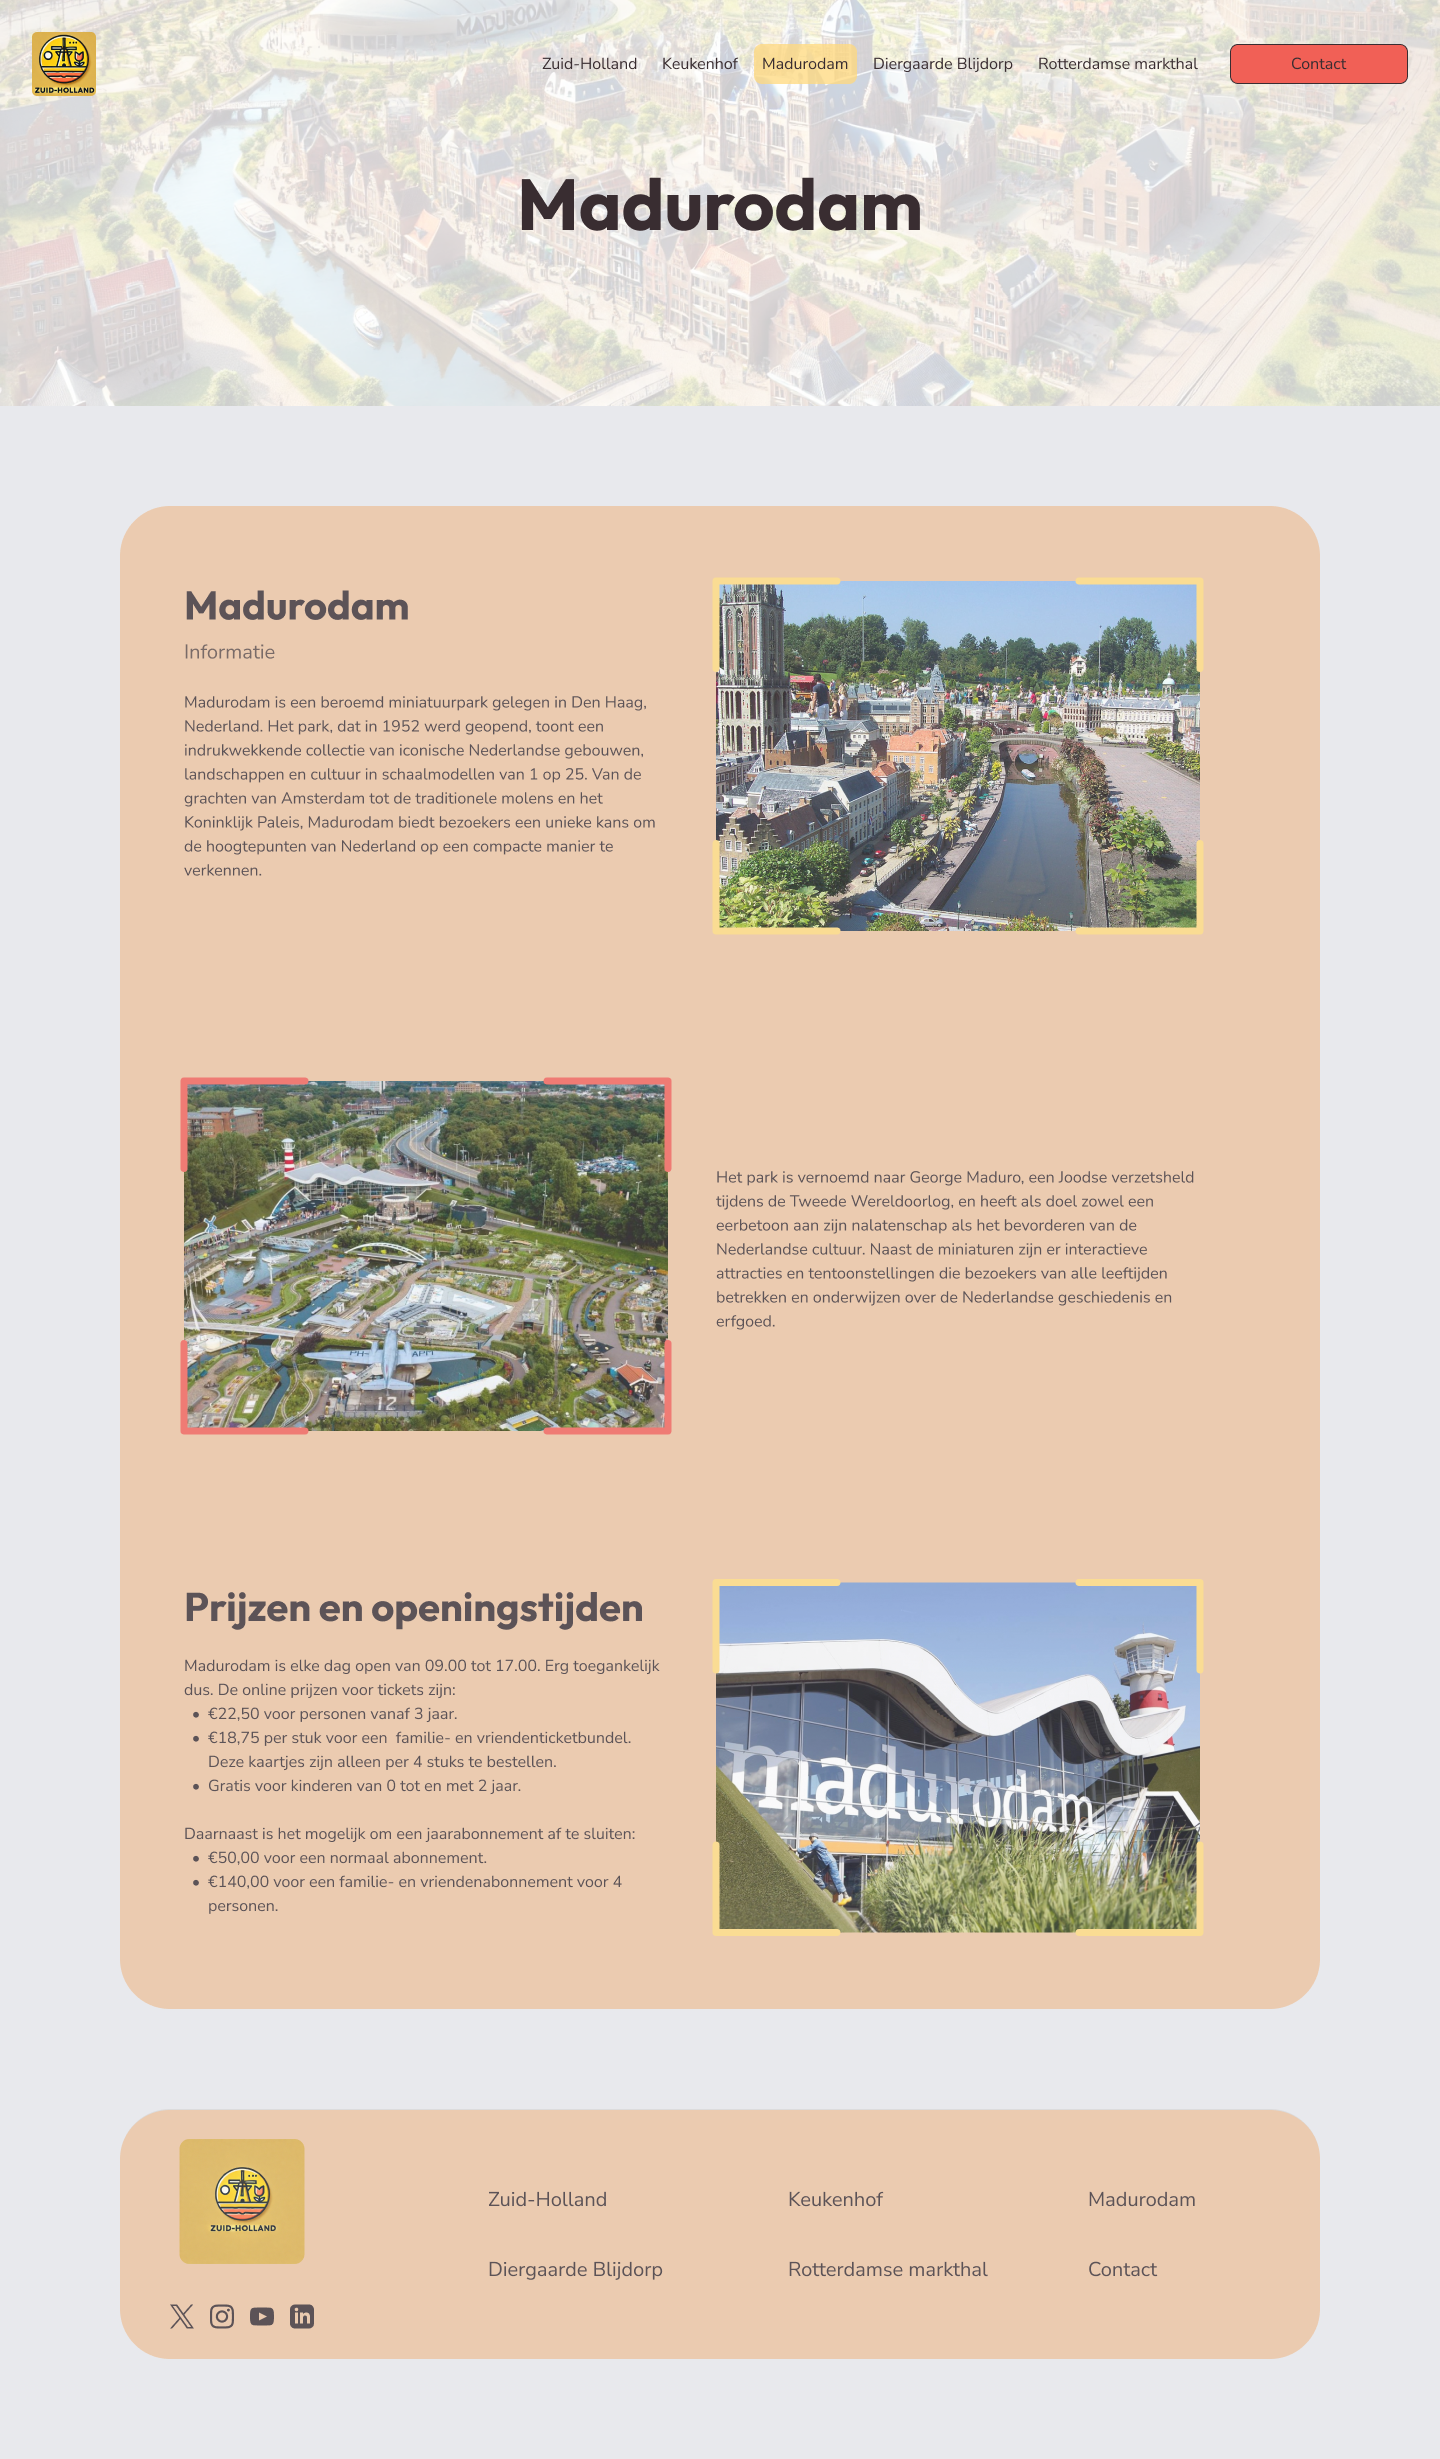 MADURODAM
ZUID-HOLLAND
Zuid-Holland Keukenhof Madurodam Diergaarde Blijdorp Rotterdamse markthal Contact
Madurodam
Madurodam
Informatie
Madurodam is een beroemd miniatuurpark gelegen in Den Haag,
Nederland. Het park, dat in 1952 werd geopend, toont een
indrukwekkende collectie van iconische Nederlandse gebouwen,
landschappen en cultuur in schaalmodellen van 1 op 25. Van de
grachten van Amsterdam tot de traditionele molens en het
Koninklijk Paleis, Madurodam biedt bezoekers een unieke kans om
de hoogtepunten van Nederland op een compacte manier te
verkennen.
Het park is vernoemd naar George Maduro, een Joodse verzetsheld
tijdens de Tweede Wereldoorlog, en heeft als doel zowel een
eerbetoon aan zijn nalatenschap als het bevorderen van de
Nederlandse cultuur. Naast de miniaturen zijn er interactieve
attracties en tentoonstellingen die bezoekers van alle leeftijden
betrekken en onderwijzen over de Nederlandse geschiedenis en
erfgoed.
PH- APM
12
Prijzen en openingstijden
Madurodam is elke dag open van 09.00 tot 17.00. Erg toegankelijk
dus. De online prijzen voor tickets zijn:
• €22,50 voor personen vanaf 3 jaar.
• €18,75 per stuk voor een  familie- en vriendenticketbundel.
Deze kaartjes zijn alleen per 4 stuks te bestellen.
• Gratis voor kinderen van 0 tot en met 2 jaar.
Daarnaast is het mogelijk om een jaarabonnement af te sluiten:
• €50,00 voor een normaal abonnement.
• €140,00 voor een familie- en vriendenabonnement voor 4
personen.
madurodam
ZUID-HOLLAND
Zuid-Holland Keukenhof Madurodam
Diergaarde Blijdorp Rotterdamse markthal Contact